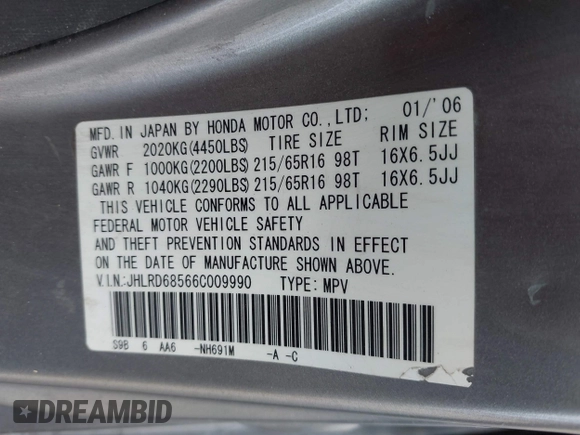 MFD. IN JAPAN BY HONDA MOTOR CO.,LTD; 01/'06
GVWR 2020KG(4450LBS) TIRE SIZE RIM SIZE
GAWR F 1000KG(2200LBS) 215/65R16 98T 16X6.5JJ
GAWR R 1040KG(2290LBS) 215/65R16 98T 16X6.5JJ
THIS VEHICLE CONFORMS TO ALL APPLICABLE
FEDERAL MOTOR VEHICLE SAFETY
AND THEFT PREVENTION STANDARDS IN EFFECT
ON THE DATE OF MANUFACTURE SHOWN ABOVE.
V.I.N.:JHLRD68566C009990 TYPE: MPV
S9B 6 AA6 -NH691M -A -C
DREAMBID